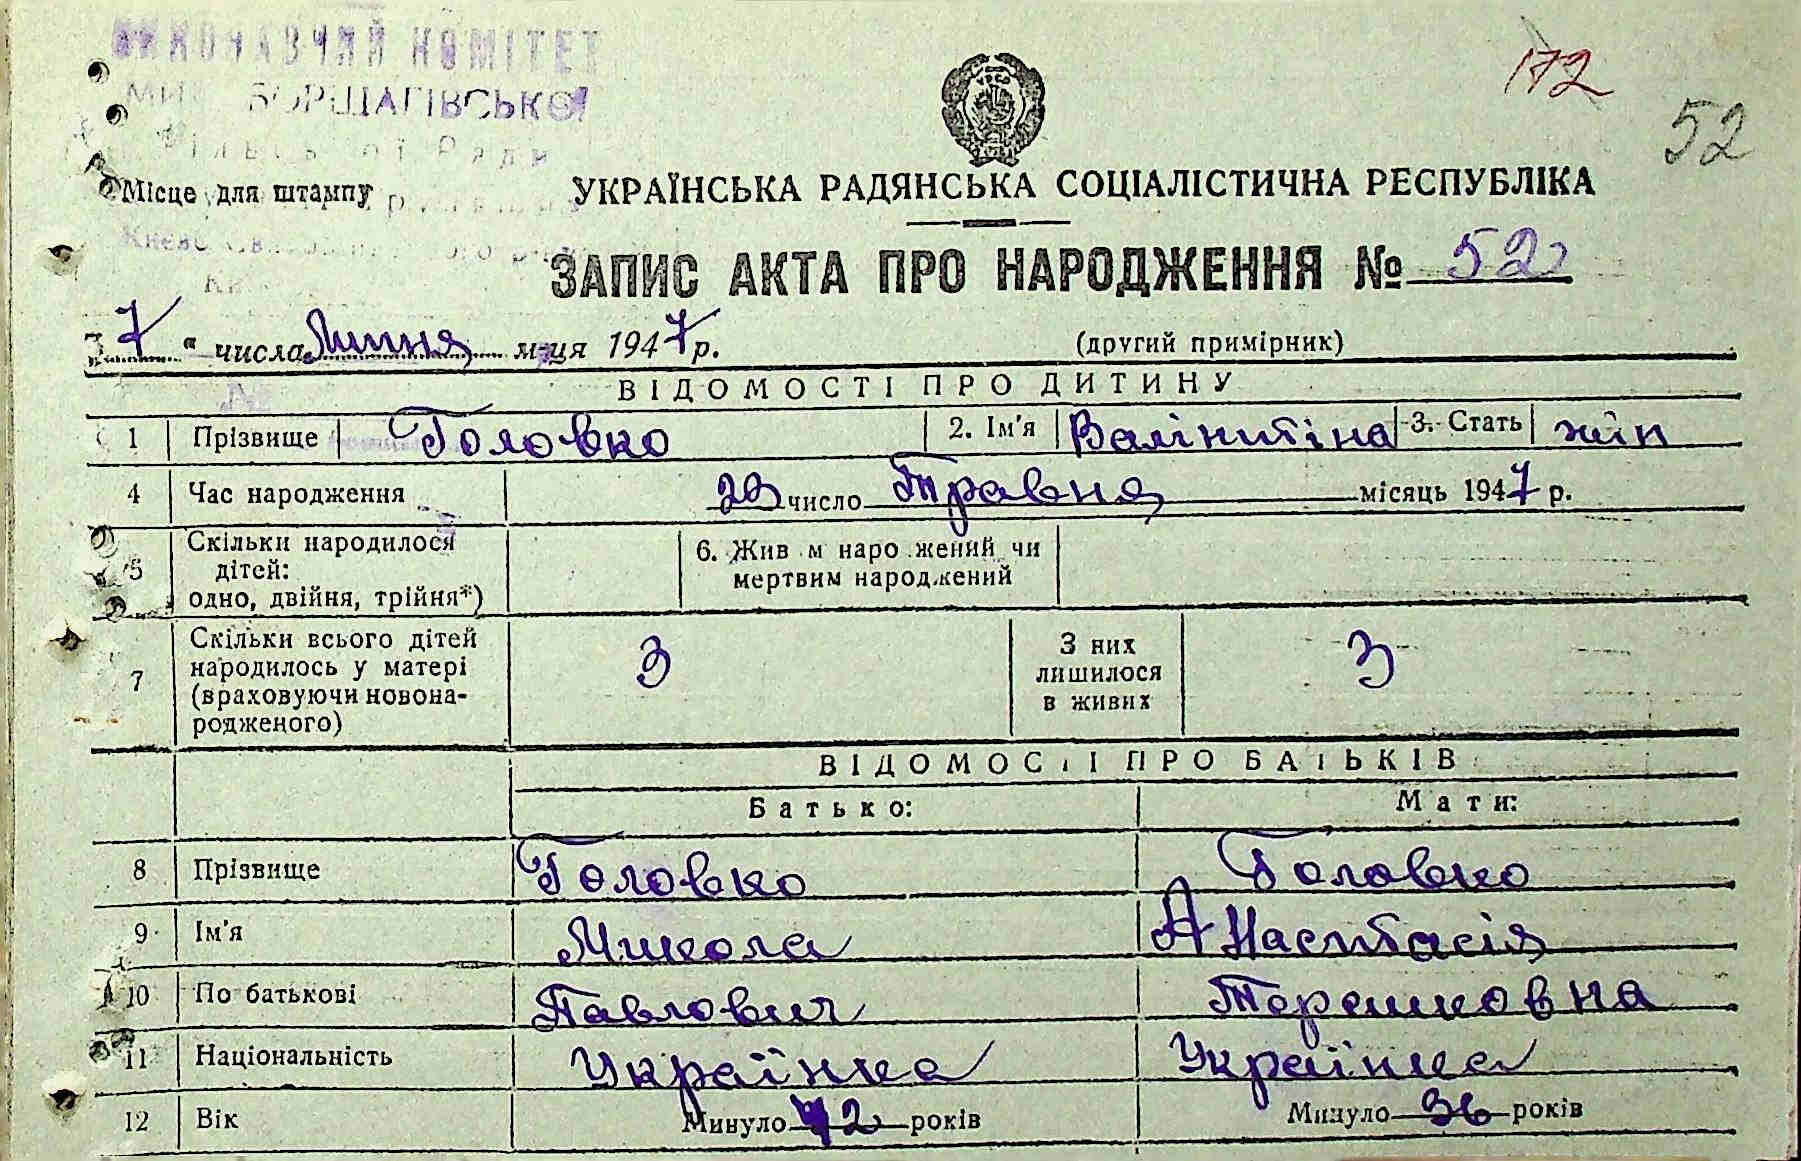 ВИКОНАВЧИЙ КОМІТЕТ
БОРЩАГІВСЬКОЇ
172
52
Місце для штампу
УКРАЇНСЬКА РАДЯНСЬКА СОЦІАЛІСТИЧНА РЕСПУБЛІКА
ЗАПИС АКТА ПРО НАРОДЖЕННЯ № 52
„7“ числа Липня м-ця 1947 р. (другий примірник)
ВІДОМОСТІ ПРО ДИТИНУ
1 Прізвище Головко 2. Ім'я Валінтіна 3. Стать жін
4 Час народження 23 число Травня місяць 1947 р.
5 Скільки народилося дітей: одно, двійня, трійня*) 6. Живим народжений чи мертвим народжений
7 Скільки всього дітей народилось у матері (враховуючи новонародженого) 3 З них лишилося в живих 3
ВІДОМОСТІ ПРО БАТЬКІВ
Батько: Мати:
8 Прізвище Головко Головко
9 Ім'я Микола Анастасія
10 По батькові Павлович Терешковна
11 Національність Українка Українка
12 Вік Минуло 42 років Минуло 36 років